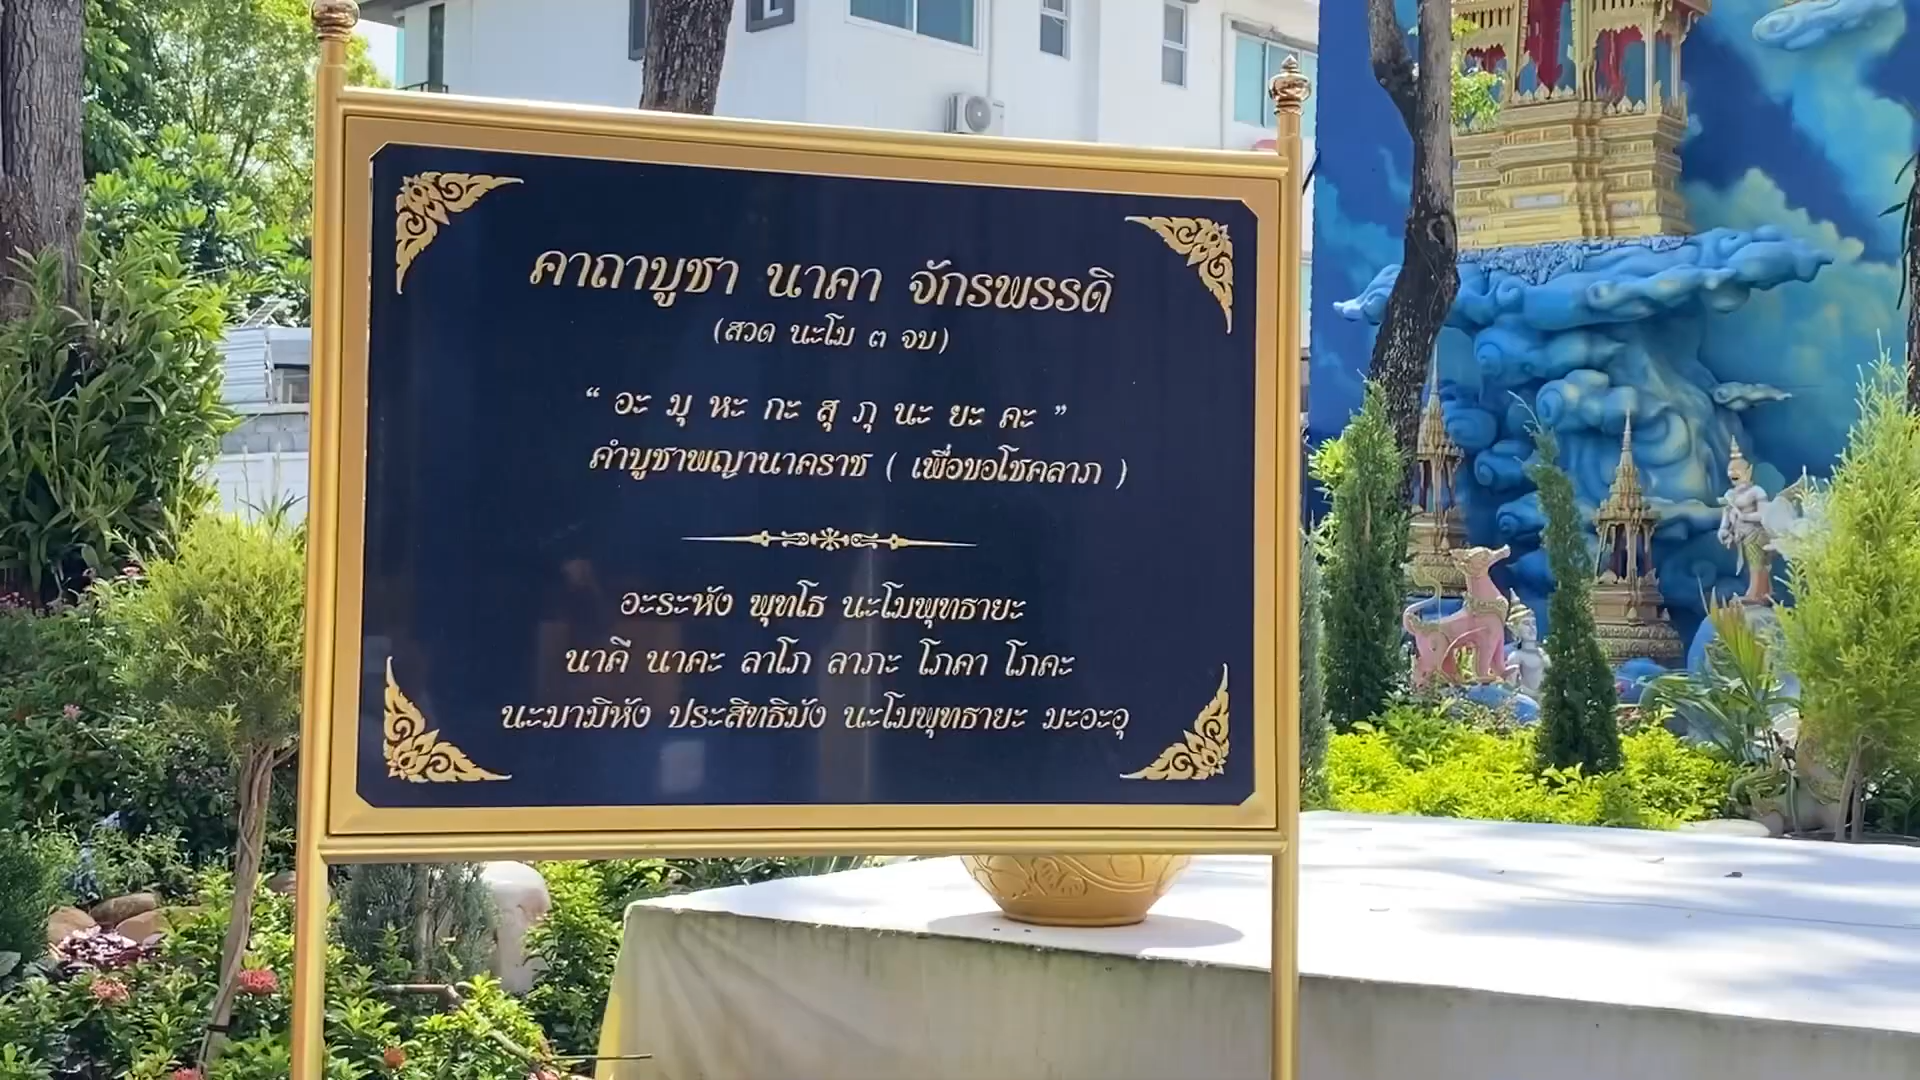 คาถาบูชา นาคา จักรพรรดิ
(สวด นะโม ๓ จบ)
“ อะ มุ หะ กะ สุ ภุ นะ ยะ คะ ”
คำบูชาพญานาคราช ( เพื่อขอโชคลาภ )
อะระหัง พุทโธ นะโมพุทธายะ
นาคี นาคะ ลาโภ ลาภะ โภคา โภคะ
นะมามิหัง ประสิทธิมัง นะโมพุทธายะ มะอะอุ